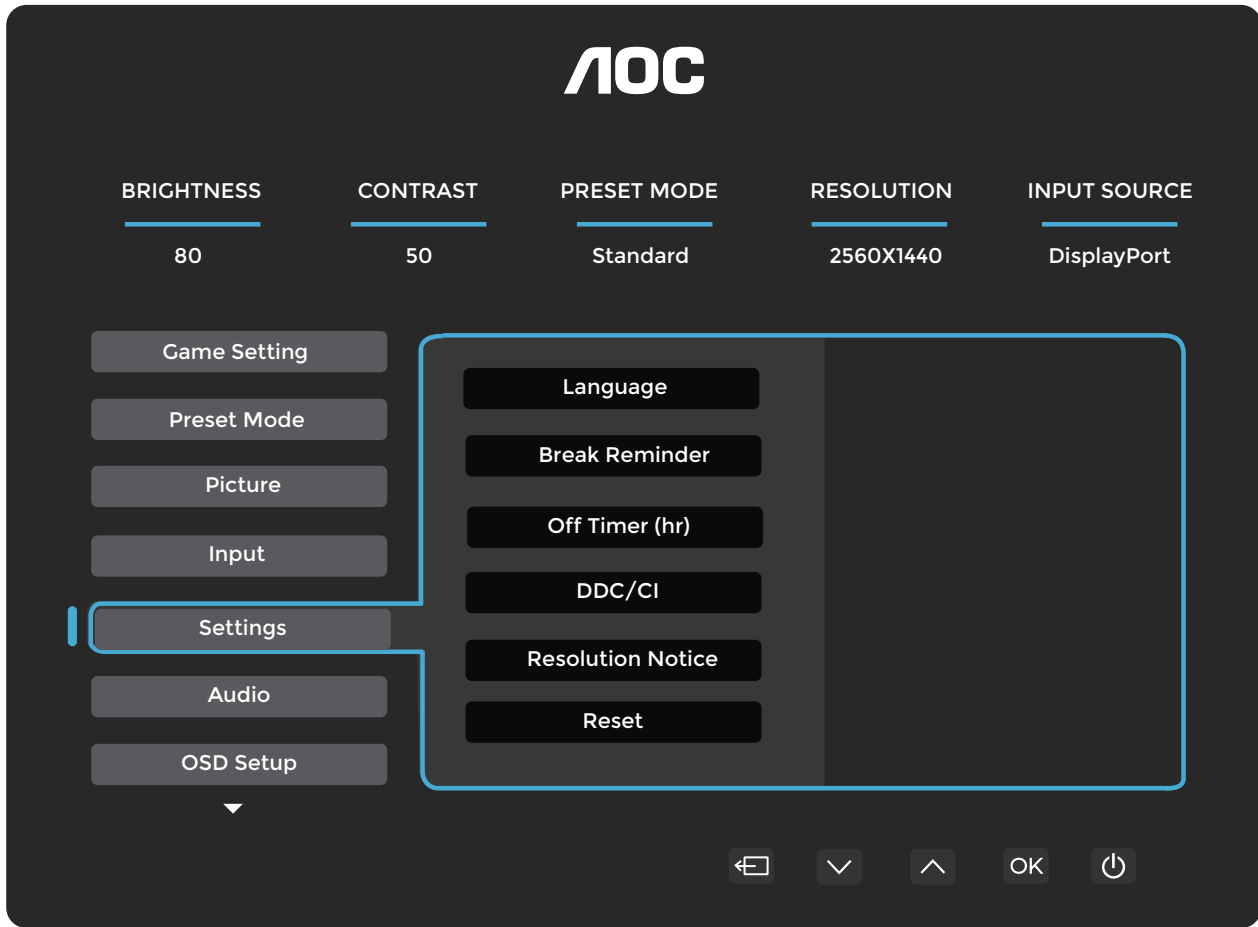 AOC
BRIGHTNESS CONTRAST PRESET MODE RESOLUTION INPUT SOURCE
80 50 Standard 2560X1440 DisplayPort
Game Setting
Preset Mode
Picture
Input
Settings
Audio
OSD Setup
Language
Break Reminder
Off Timer (hr)
DDC/CI
Resolution Notice
Reset
OK